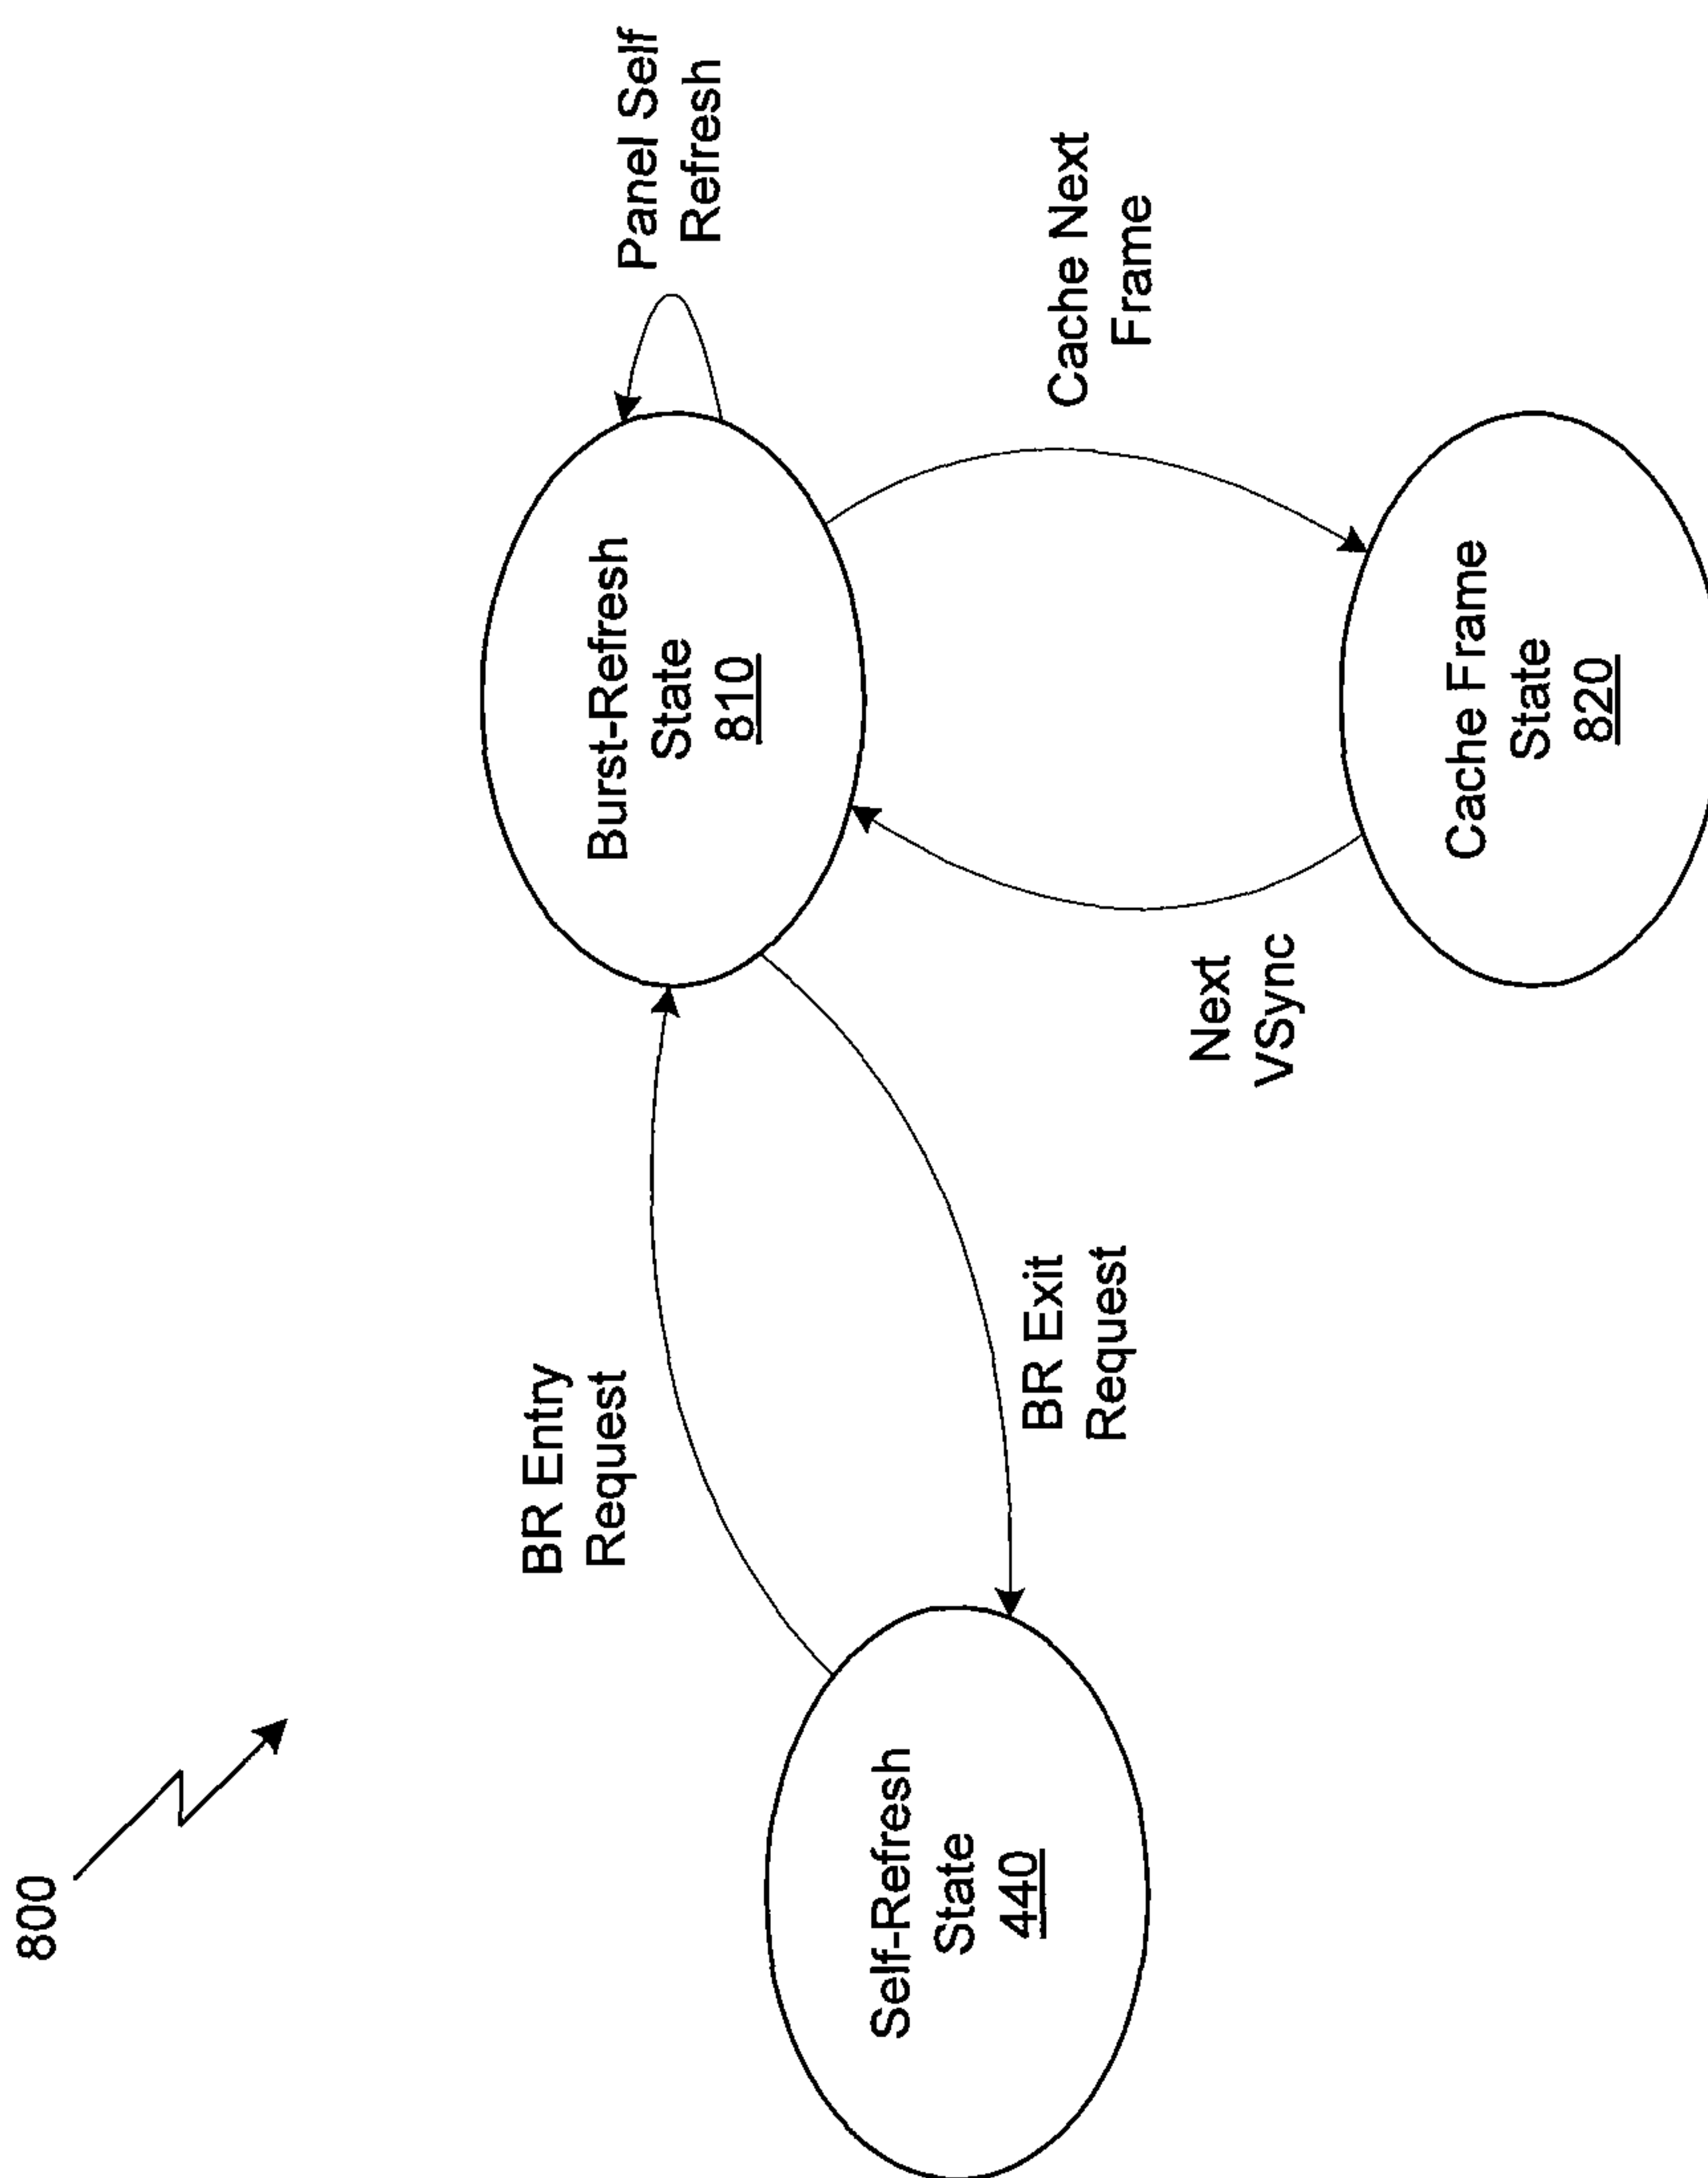 800
BR Entry
Request
Burst-Refresh
State
810
Panel Self
Refresh
Self-Refresh
State
440
BR Exit
Request
Next
VSync
Cache Next
Frame
Cache Frame
State
820